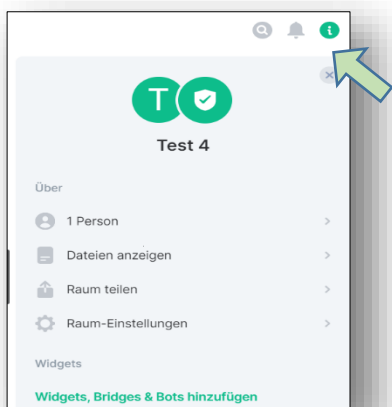 T
Test 4
Über
1 Person
Dateien anzeigen
Raum teilen
Raum-Einstellungen
Widgets
Widgets, Bridges & Bots hinzufügen